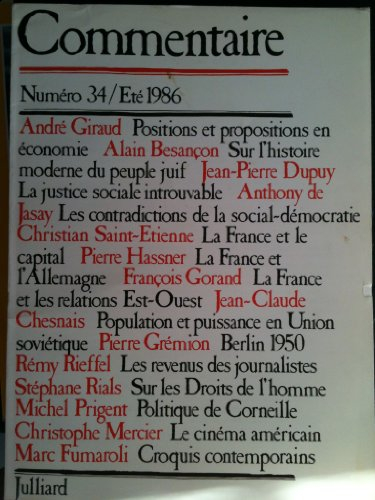 Commentaire
Numéro 34/Eté 1986
André Giraud Positions et propositions en
économie Alain Besançon Sur l'histoire
moderne du peuple juif Jean-Pierre Dupuy
La justice sociale introuvable Anthony de
Jasay Les contradictions de la social-démocratie
Christian Saint-Etienne La France et le
capital Pierre Hassner La France et
l'Allemagne François Gorand La France
et les relations Est-Ouest Jean-Claude
Chesnais Population et puissance en Union
soviétique Pierre Grémion Berlin 1950
Rémy Rieffel Les revenus des journalistes
Stéphane Rials Sur les Droits de l'homme
Michel Prigent Politique de Corneille
Christophe Mercier Le cinéma américain
Marc Fumaroli Croquis contemporains
Julliard